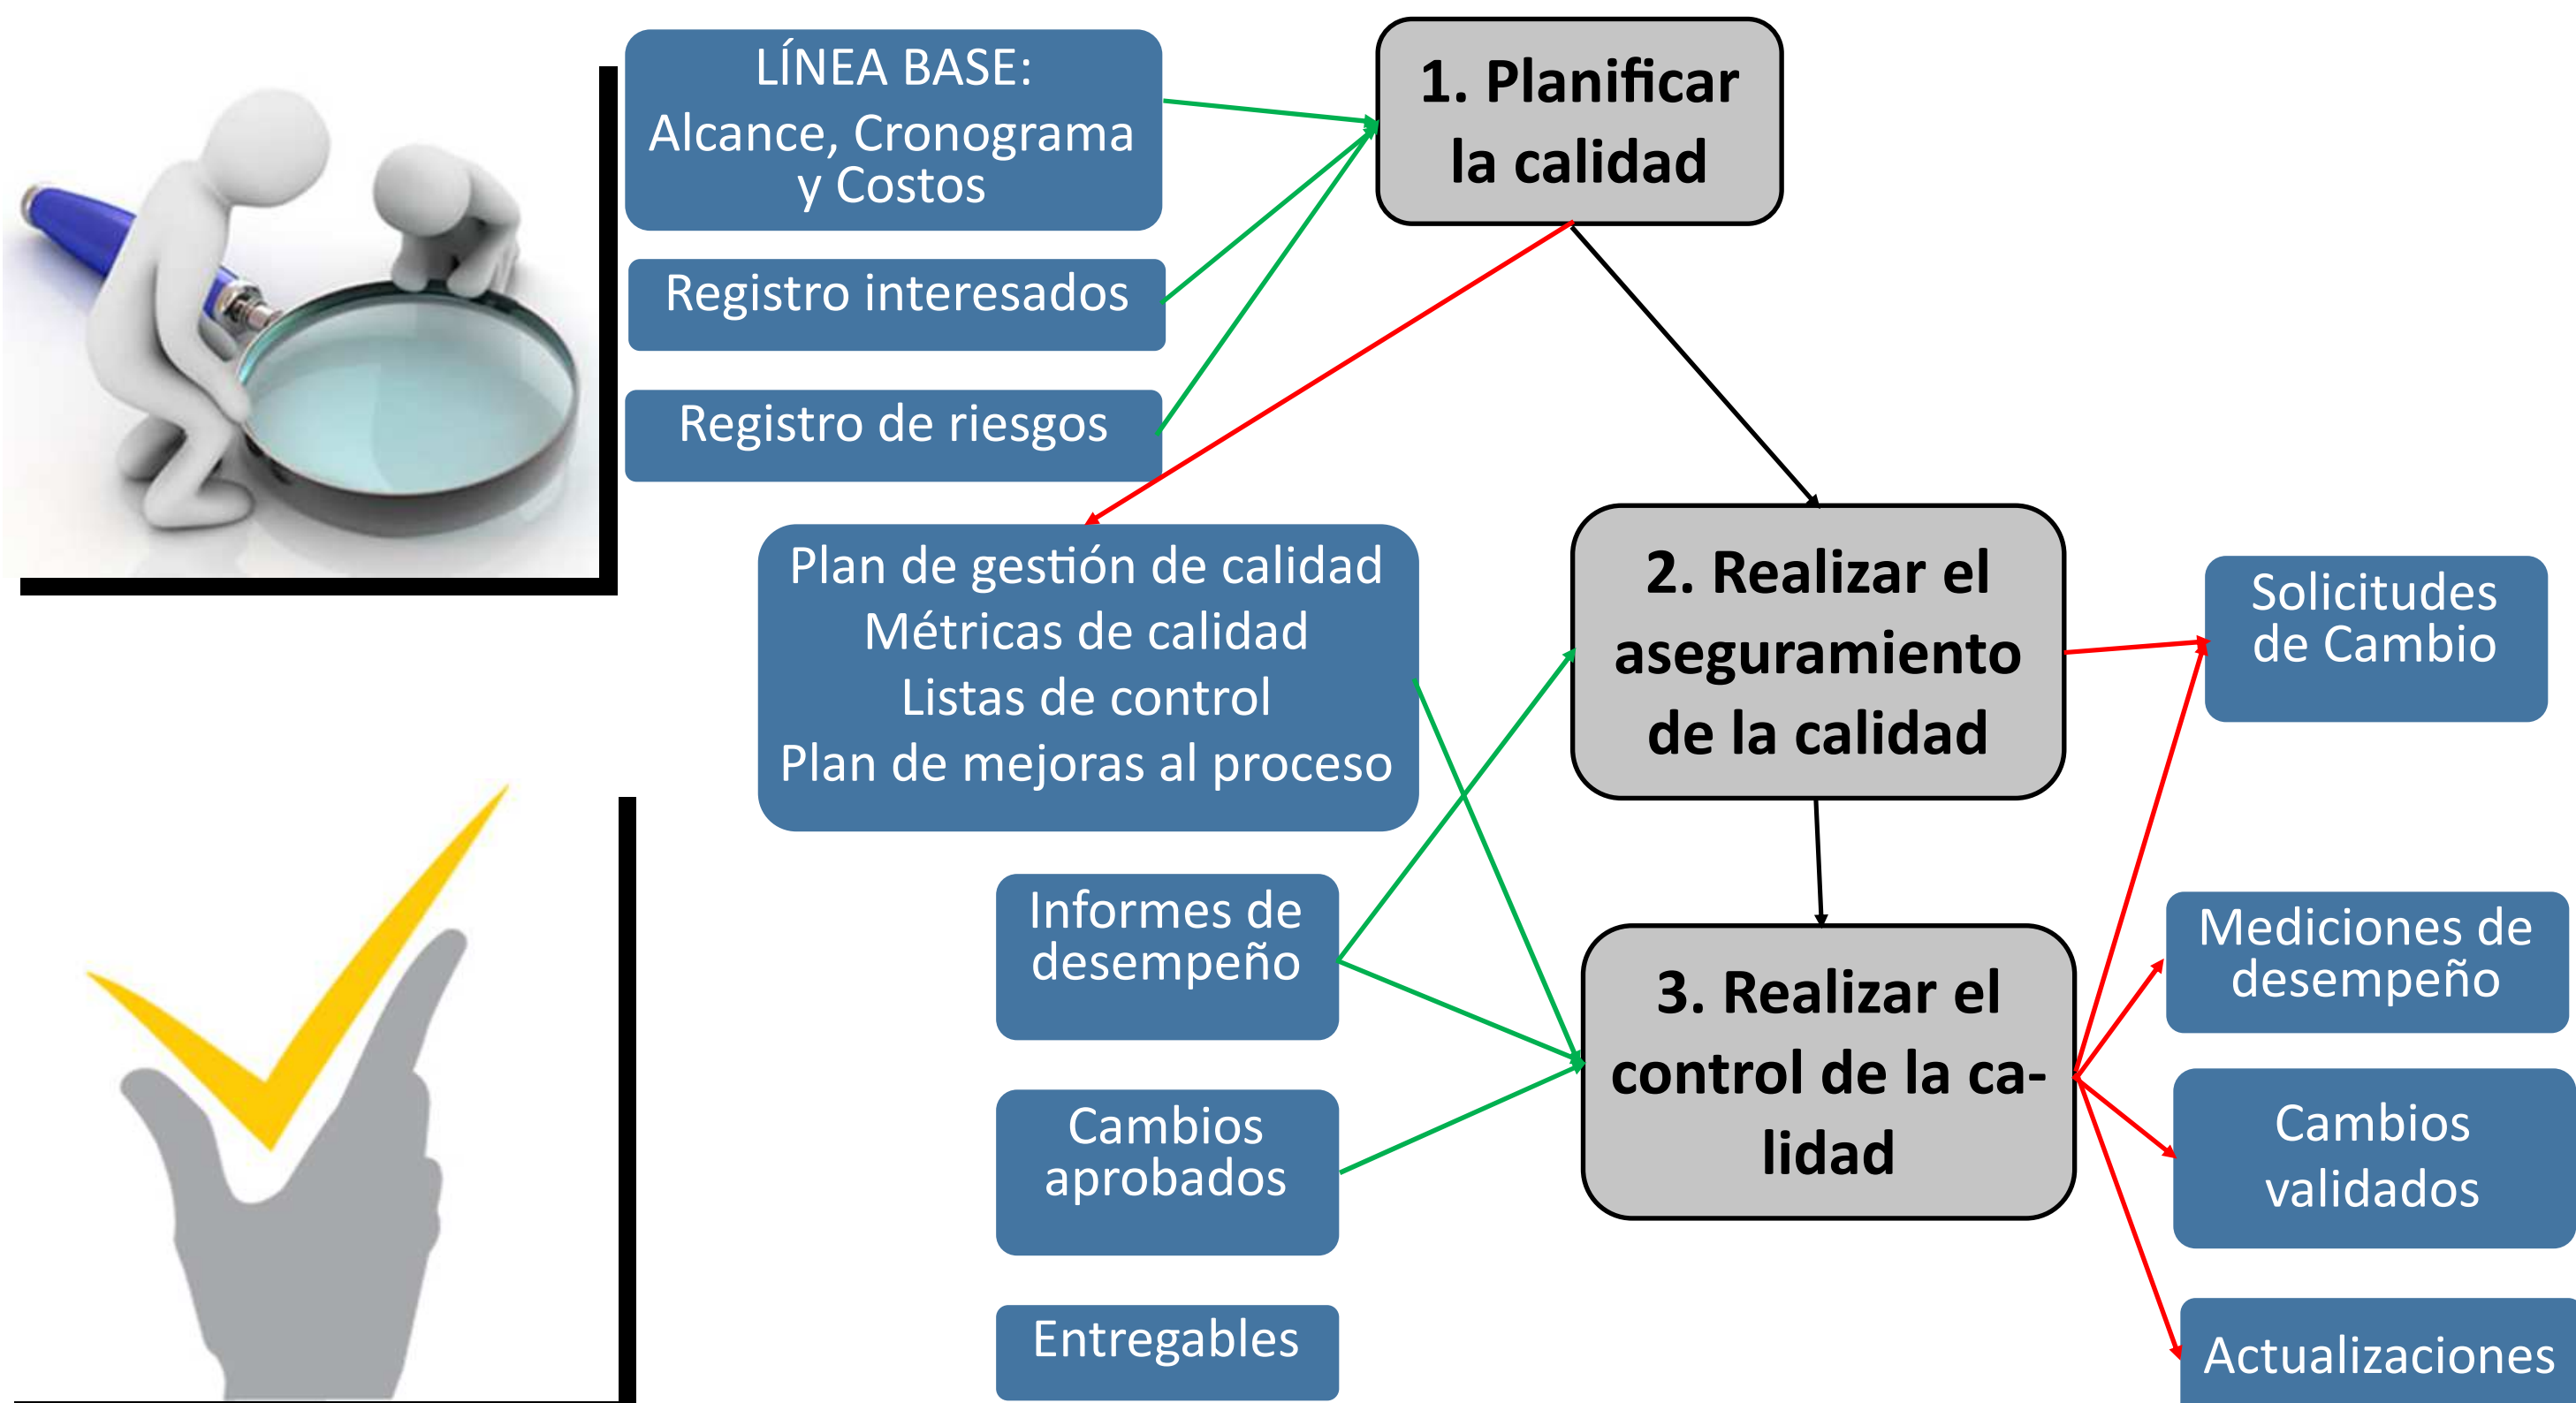 LÍNEA BASE:
Alcance, Cronograma
y Costos
Registro interesados
Registro de riesgos
1. Planificar
la calidad
Plan de gestión de calidad
Métricas de calidad
Listas de control
Plan de mejoras al proceso
2. Realizar el
aseguramiento
de la calidad
Solicitudes
de Cambio
Informes de
desempeño
Cambios
aprobados
Entregables
3. Realizar el
control de la ca-
lidad
Mediciones de
desempeño
Cambios
validados
Actualizaciones